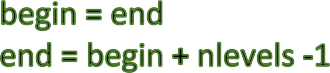 begin = end
end = begin + nlevels -1